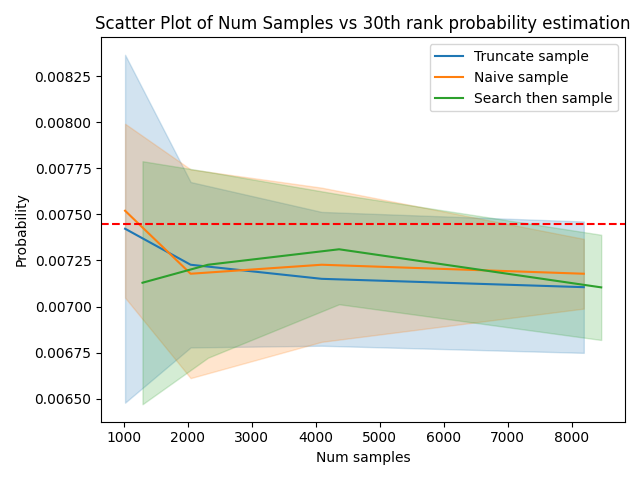 Scatter Plot of Num Samples vs 30th rank probability estimation
Truncate sample
Naive sample
Search then sample
Probability
0.00825
0.00800
0.00775
0.00750
0.00725
0.00700
0.00675
0.00650
1000 2000 3000 4000 5000 6000 7000 8000
Num samples